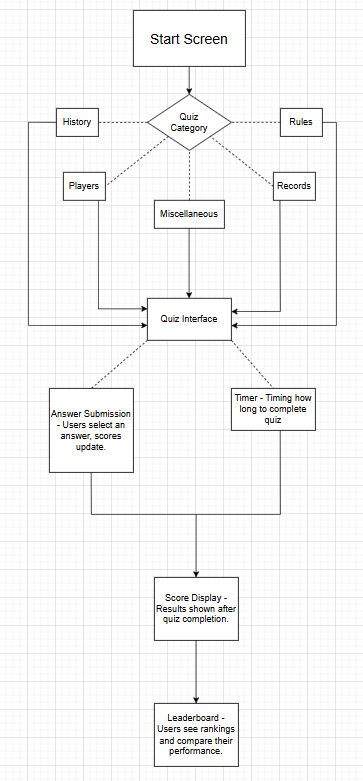 Start Screen
Quiz
Category
History
Rules
Players
Records
Miscellaneous
Quiz Interface
Answer Submission
- Users select an
answer, scores
update.
Timer - Timing how
long to complete
quiz
Score Display -
Results shown after
quiz completion.
Leaderboard -
Users see rankings
and compare their
performance.